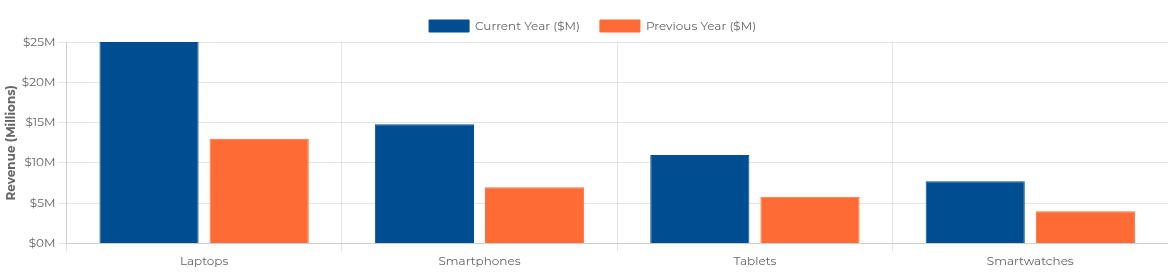 Current Year ($M) Previous Year ($M)
Revenue (Millions)
$25M
$20M
$15M
$10M
$5M
$0M
Laptops Smartphones Tablets Smartwatches